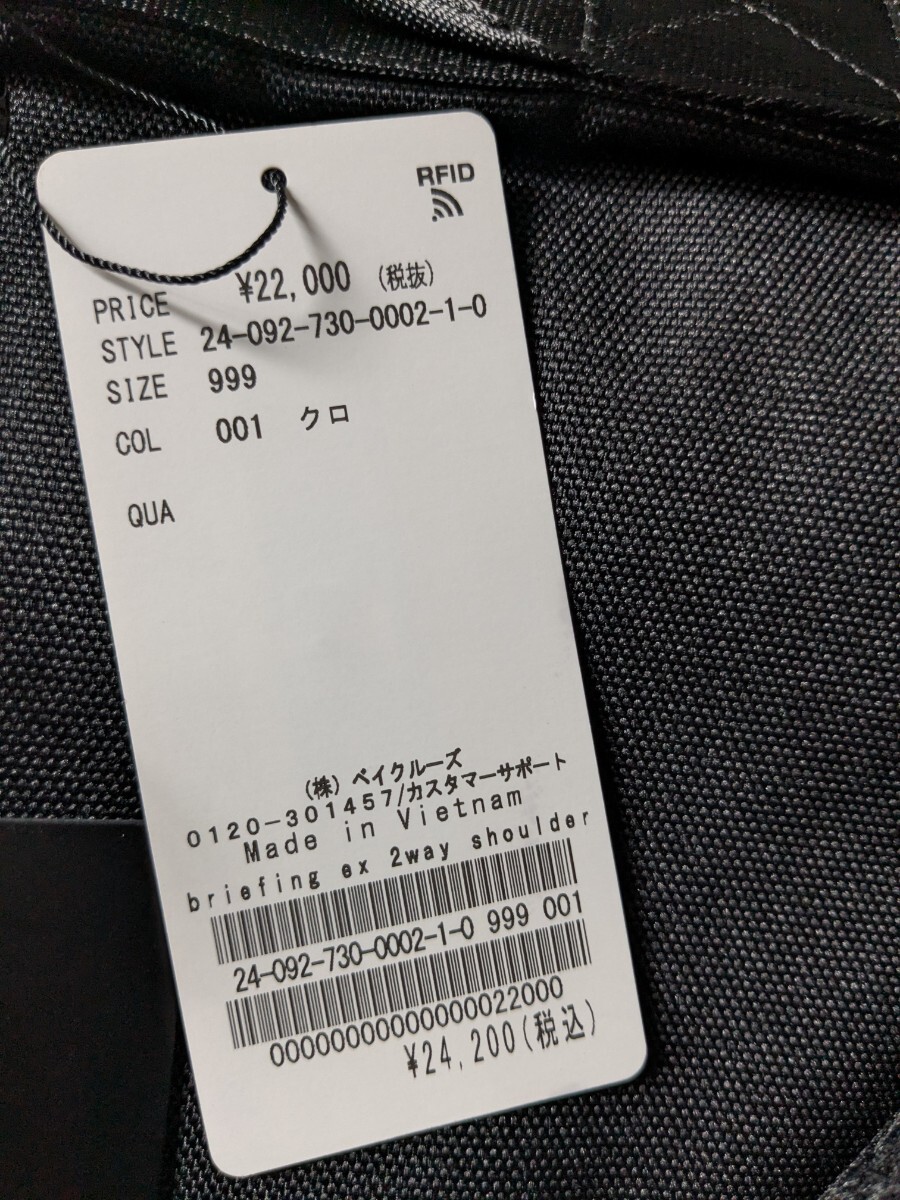 RFID
PRICE ¥22,000 (税抜)
STYLE 24-092-730-0002-1-0
SIZE 999
COL 001 クロ
QUA
(株) ベイクルーズ
0120-301457/カスタマーサポート
Made in Vietnam
briefing ex 2way shoulder
24-092-730-0002-1-0 999 001
00000000000000022000
¥24,200(税込)